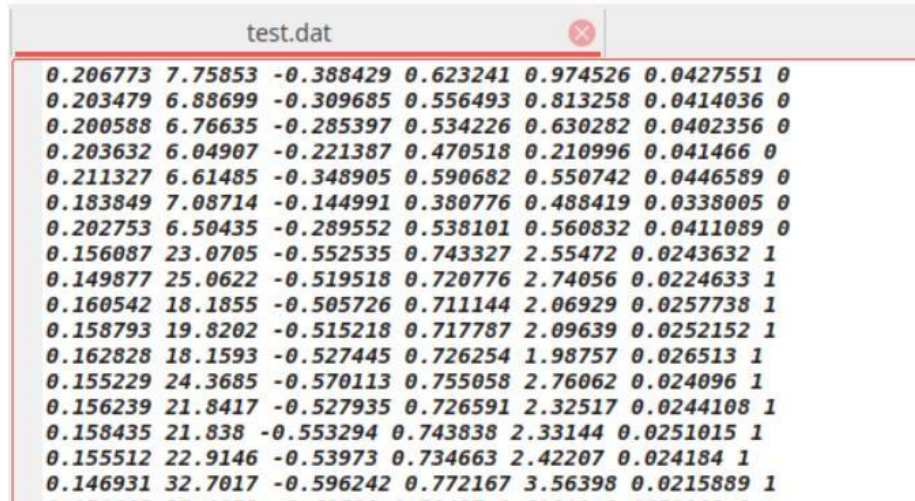 test.dat
0.206773 7.75853 -0.388429 0.623241 0.974526 0.0427551 0
0.203479 6.88699 -0.309685 0.556493 0.813258 0.0414036 0
0.200588 6.76635 -0.285397 0.534226 0.630282 0.0402356 0
0.203632 6.04907 -0.221387 0.470518 0.210996 0.041466 0
0.211327 6.61485 -0.348905 0.590682 0.550742 0.0446589 0
0.183849 7.08714 -0.144991 0.380776 0.488419 0.0338005 0
0.202753 6.50435 -0.289552 0.538101 0.560832 0.0411089 0
0.156087 23.0705 -0.552535 0.743327 2.55472 0.0243632 1
0.149877 25.0622 -0.519518 0.720776 2.74056 0.0224633 1
0.160542 18.1855 -0.505726 0.711144 2.06929 0.0257738 1
0.158793 19.8202 -0.515218 0.717787 2.09639 0.0252152 1
0.162828 18.1593 -0.527445 0.726254 1.98757 0.026513 1
0.155229 24.3685 -0.570113 0.755058 2.76062 0.024096 1
0.156239 21.8417 -0.527935 0.726591 2.32517 0.0244108 1
0.158435 21.838 -0.553294 0.743838 2.33144 0.0251015 1
0.155512 22.9146 -0.53973 0.734663 2.42207 0.024184 1
0.146931 32.7017 -0.596242 0.772167 3.56398 0.0215889 1